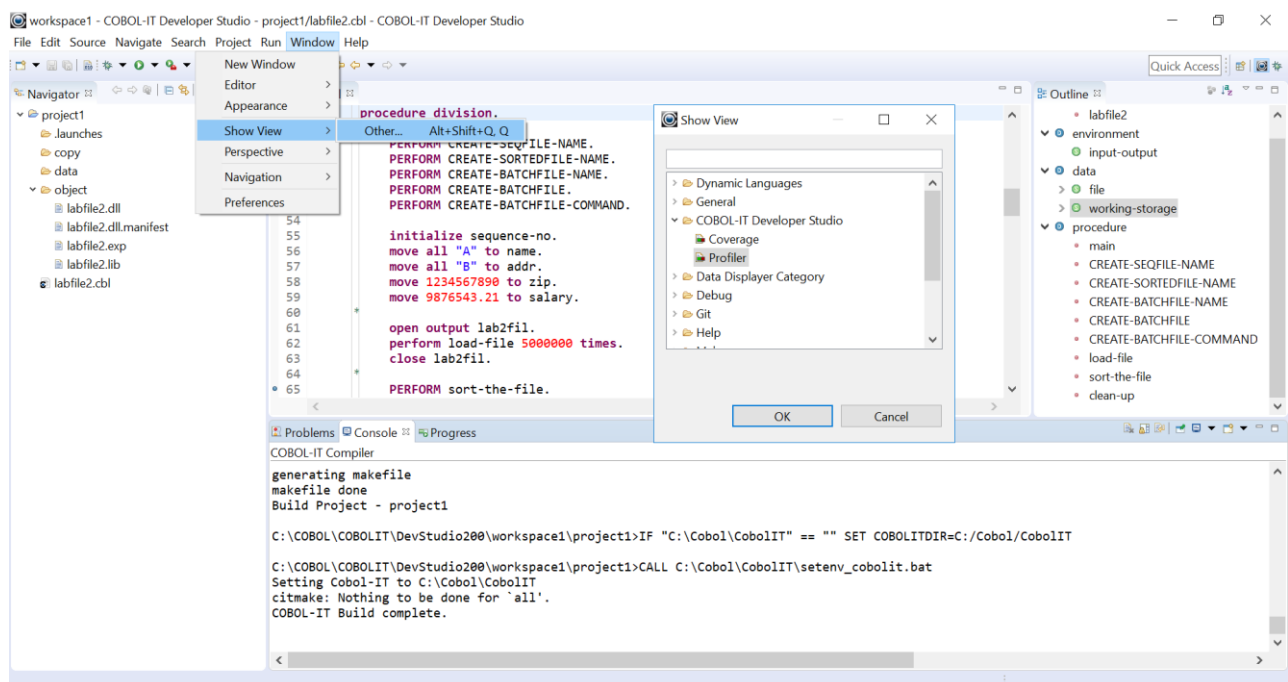 workspace1 - COBOL-IT Developer Studio - project1/labfile2.cbl - COBOL-IT Developer Studio
File Edit Source Navigate Search Project Run Window Help
Quick Access
Navigator
project1
.launches
copy
data
object
labfile2.dll
labfile2.dll.manifest
labfile2.exp
labfile2.lib
labfile2.cbl
New Window
Editor
Appearance
Show View
Perspective
Navigation
Preferences
Other... Alt+Shift+Q, Q
procedure division.
PERFORM CREATE-SEQFILE-NAME.
PERFORM CREATE-SORTEDFILE-NAME.
PERFORM CREATE-BATCHFILE-NAME.
PERFORM CREATE-BATCHFILE.
PERFORM CREATE-BATCHFILE-COMMAND.
54
55 initialize sequence-no.
56 move all "A" to name.
57 move all "B" to addr.
58 move 1234567890 to zip.
59 move 9876543.21 to salary.
60 *
61 open output lab2fil.
62 perform load-file 5000000 times.
63 close lab2fil.
64 *
65 PERFORM sort-the-file.
Show View
Dynamic Languages
General
COBOL-IT Developer Studio
Coverage
Profiler
Data Displayer Category
Debug
Git
Help
OK Cancel
Outline
labfile2
environment
input-output
data
file
working-storage
procedure
main
CREATE-SEQFILE-NAME
CREATE-SORTEDFILE-NAME
CREATE-BATCHFILE-NAME
CREATE-BATCHFILE
CREATE-BATCHFILE-COMMAND
load-file
sort-the-file
clean-up
Problems Console Progress
COBOL-IT Compiler
generating makefile
makefile done
Build Project - project1
C:\COBOL\COBOLIT\DevStudio200\workspace1\project1>IF "C:\Cobol\CobolIT" == "" SET COBOLITDIR=C:/Cobol/CobolIT
C:\COBOL\COBOLIT\DevStudio200\workspace1\project1>CALL C:\Cobol\CobolIT\setenv_cobolit.bat
Setting Cobol-IT to C:\Cobol\CobolIT
citmake: Nothing to be done for `all'.
COBOL-IT Build complete.